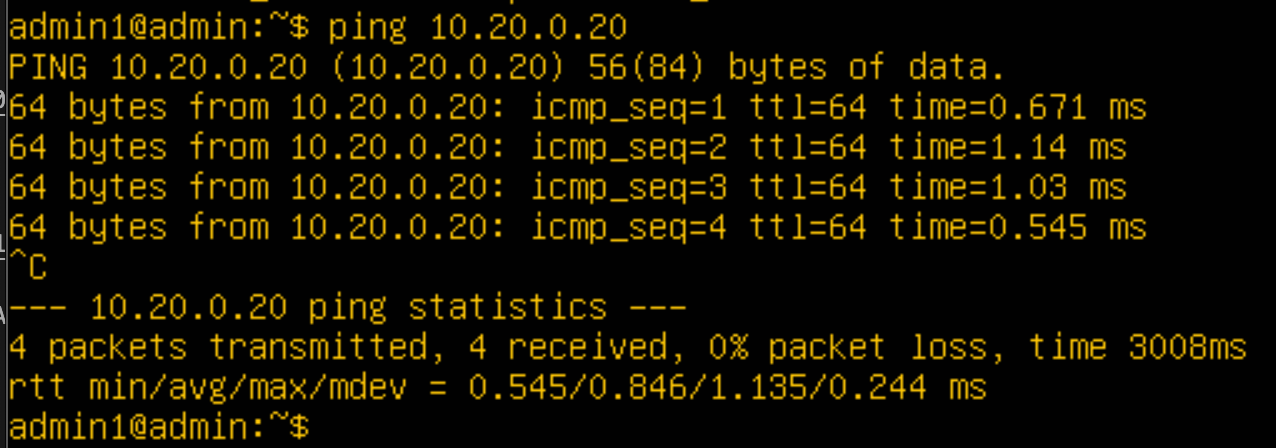 admin1@admin:~$ ping 10.20.0.20
PING 10.20.0.20 (10.20.0.20) 56(84) bytes of data.
64 bytes from 10.20.0.20: icmp_seq=1 ttl=64 time=0.671 ms
64 bytes from 10.20.0.20: icmp_seq=2 ttl=64 time=1.14 ms
64 bytes from 10.20.0.20: icmp_seq=3 ttl=64 time=1.03 ms
64 bytes from 10.20.0.20: icmp_seq=4 ttl=64 time=0.545 ms
^C
--- 10.20.0.20 ping statistics ---
4 packets transmitted, 4 received, 0% packet loss, time 3008ms
rtt min/avg/max/mdev = 0.545/0.846/1.135/0.244 ms
admin1@admin:~$